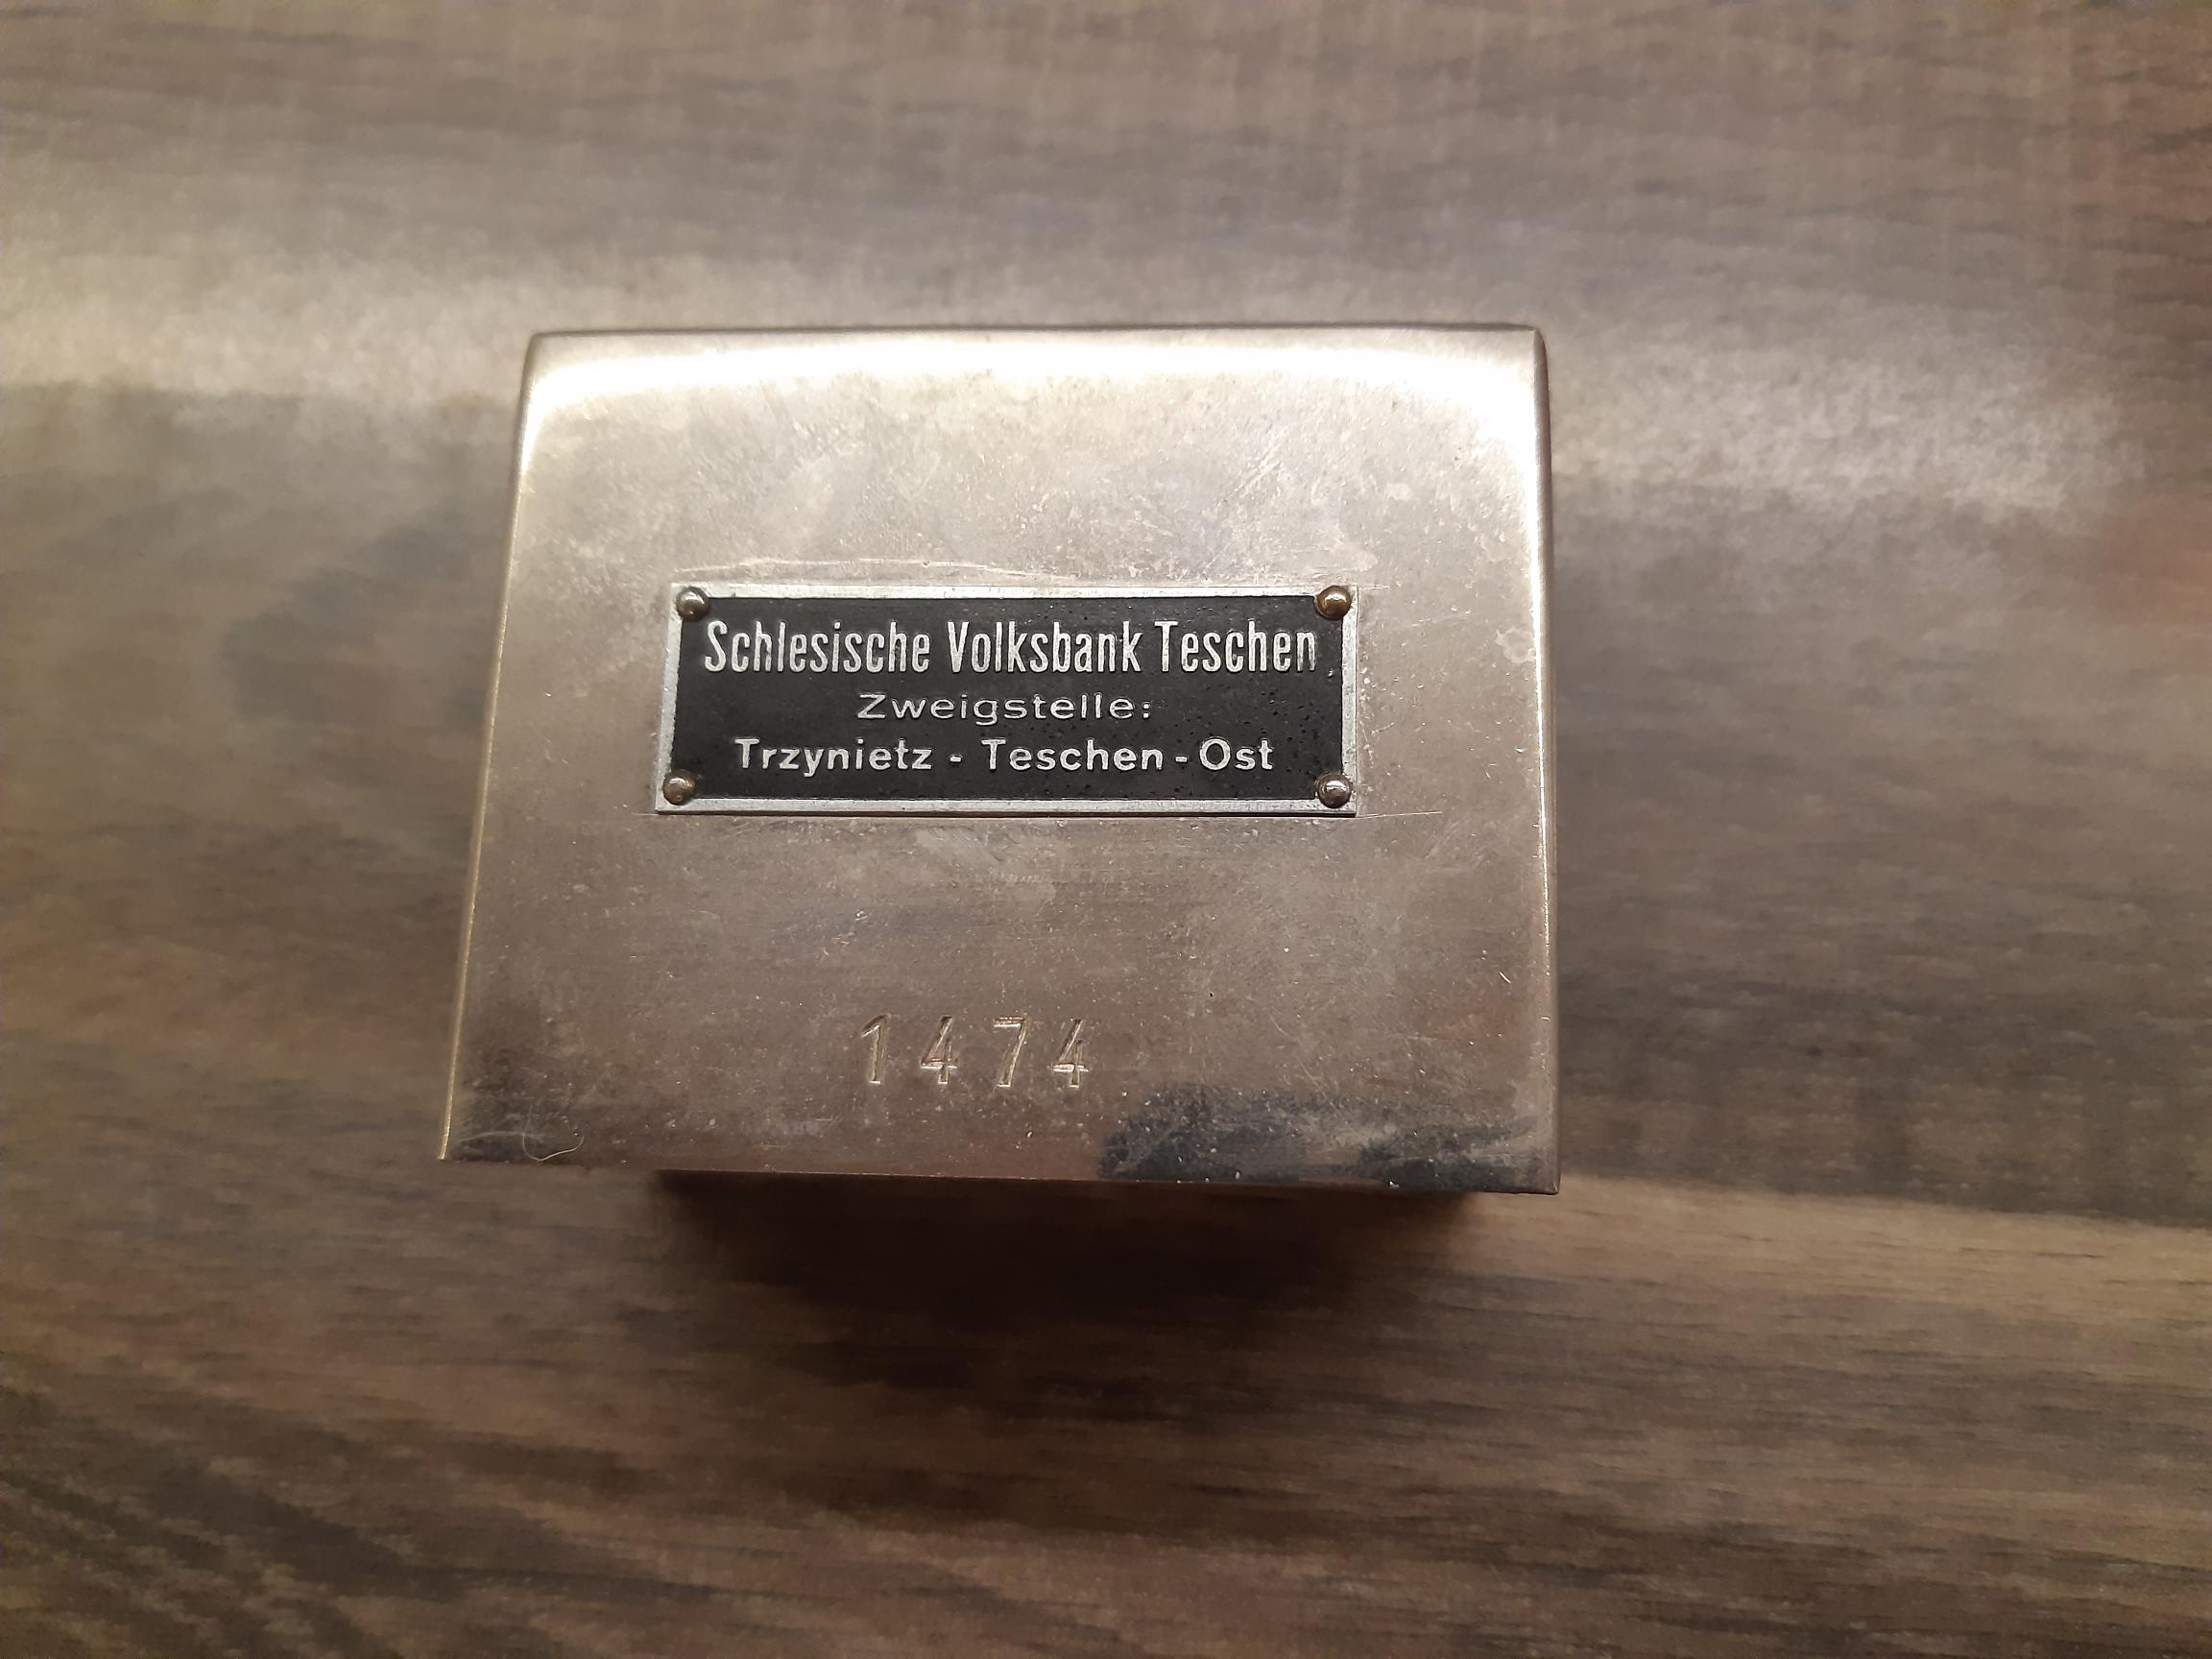 Schlesische Volksbank Teschen
Zweigstelle:
Trzynietz - Teschen - Ost
1474